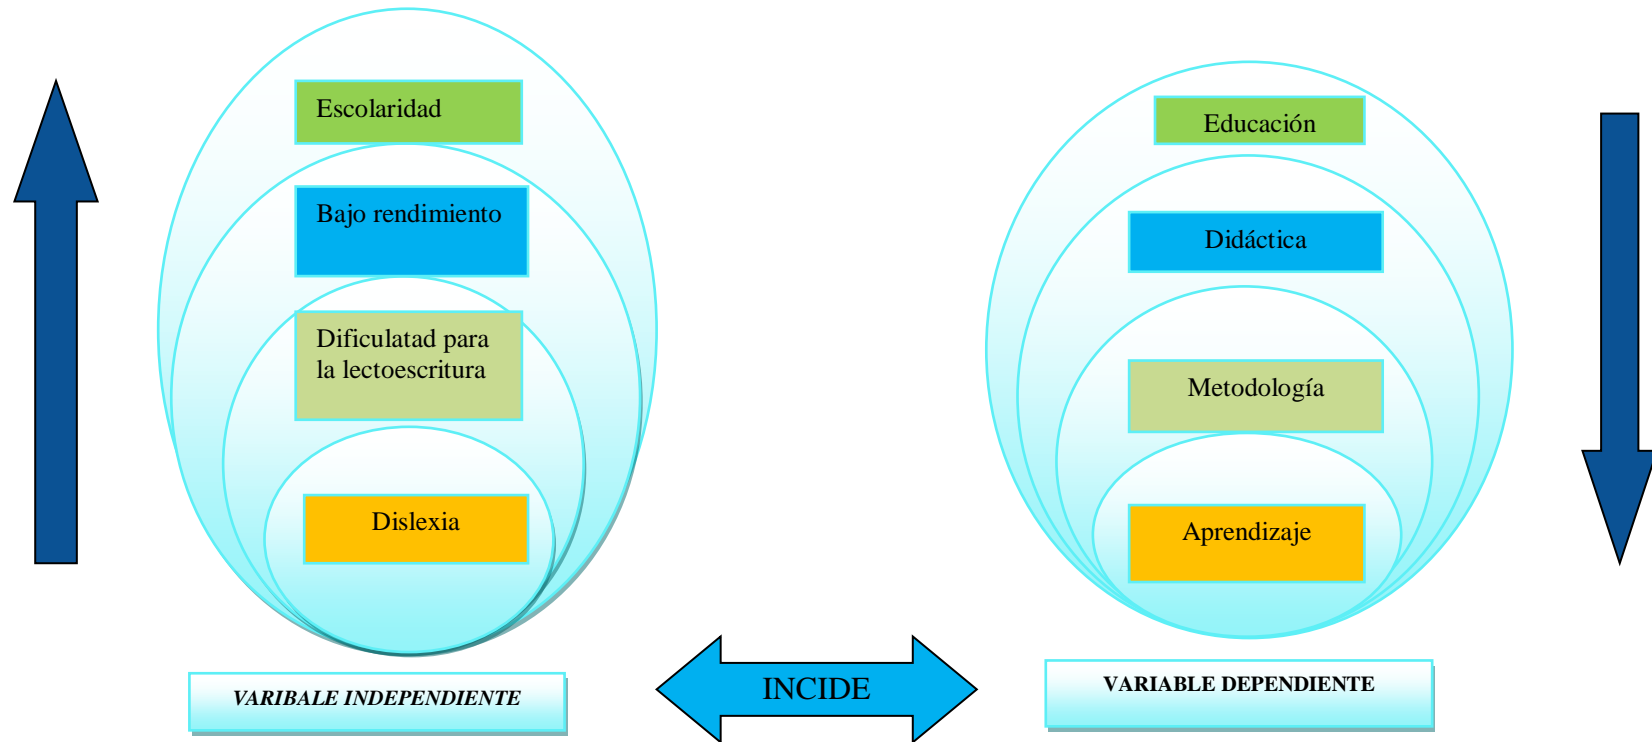 Escolaridad
Bajo rendimiento
Dificulatad para
la lectoescritura
Dislexia
VARIBALE INDEPENDIENTE
INCIDE
Educación
Didáctica
Metodología
Aprendizaje
VARIABLE DEPENDIENTE